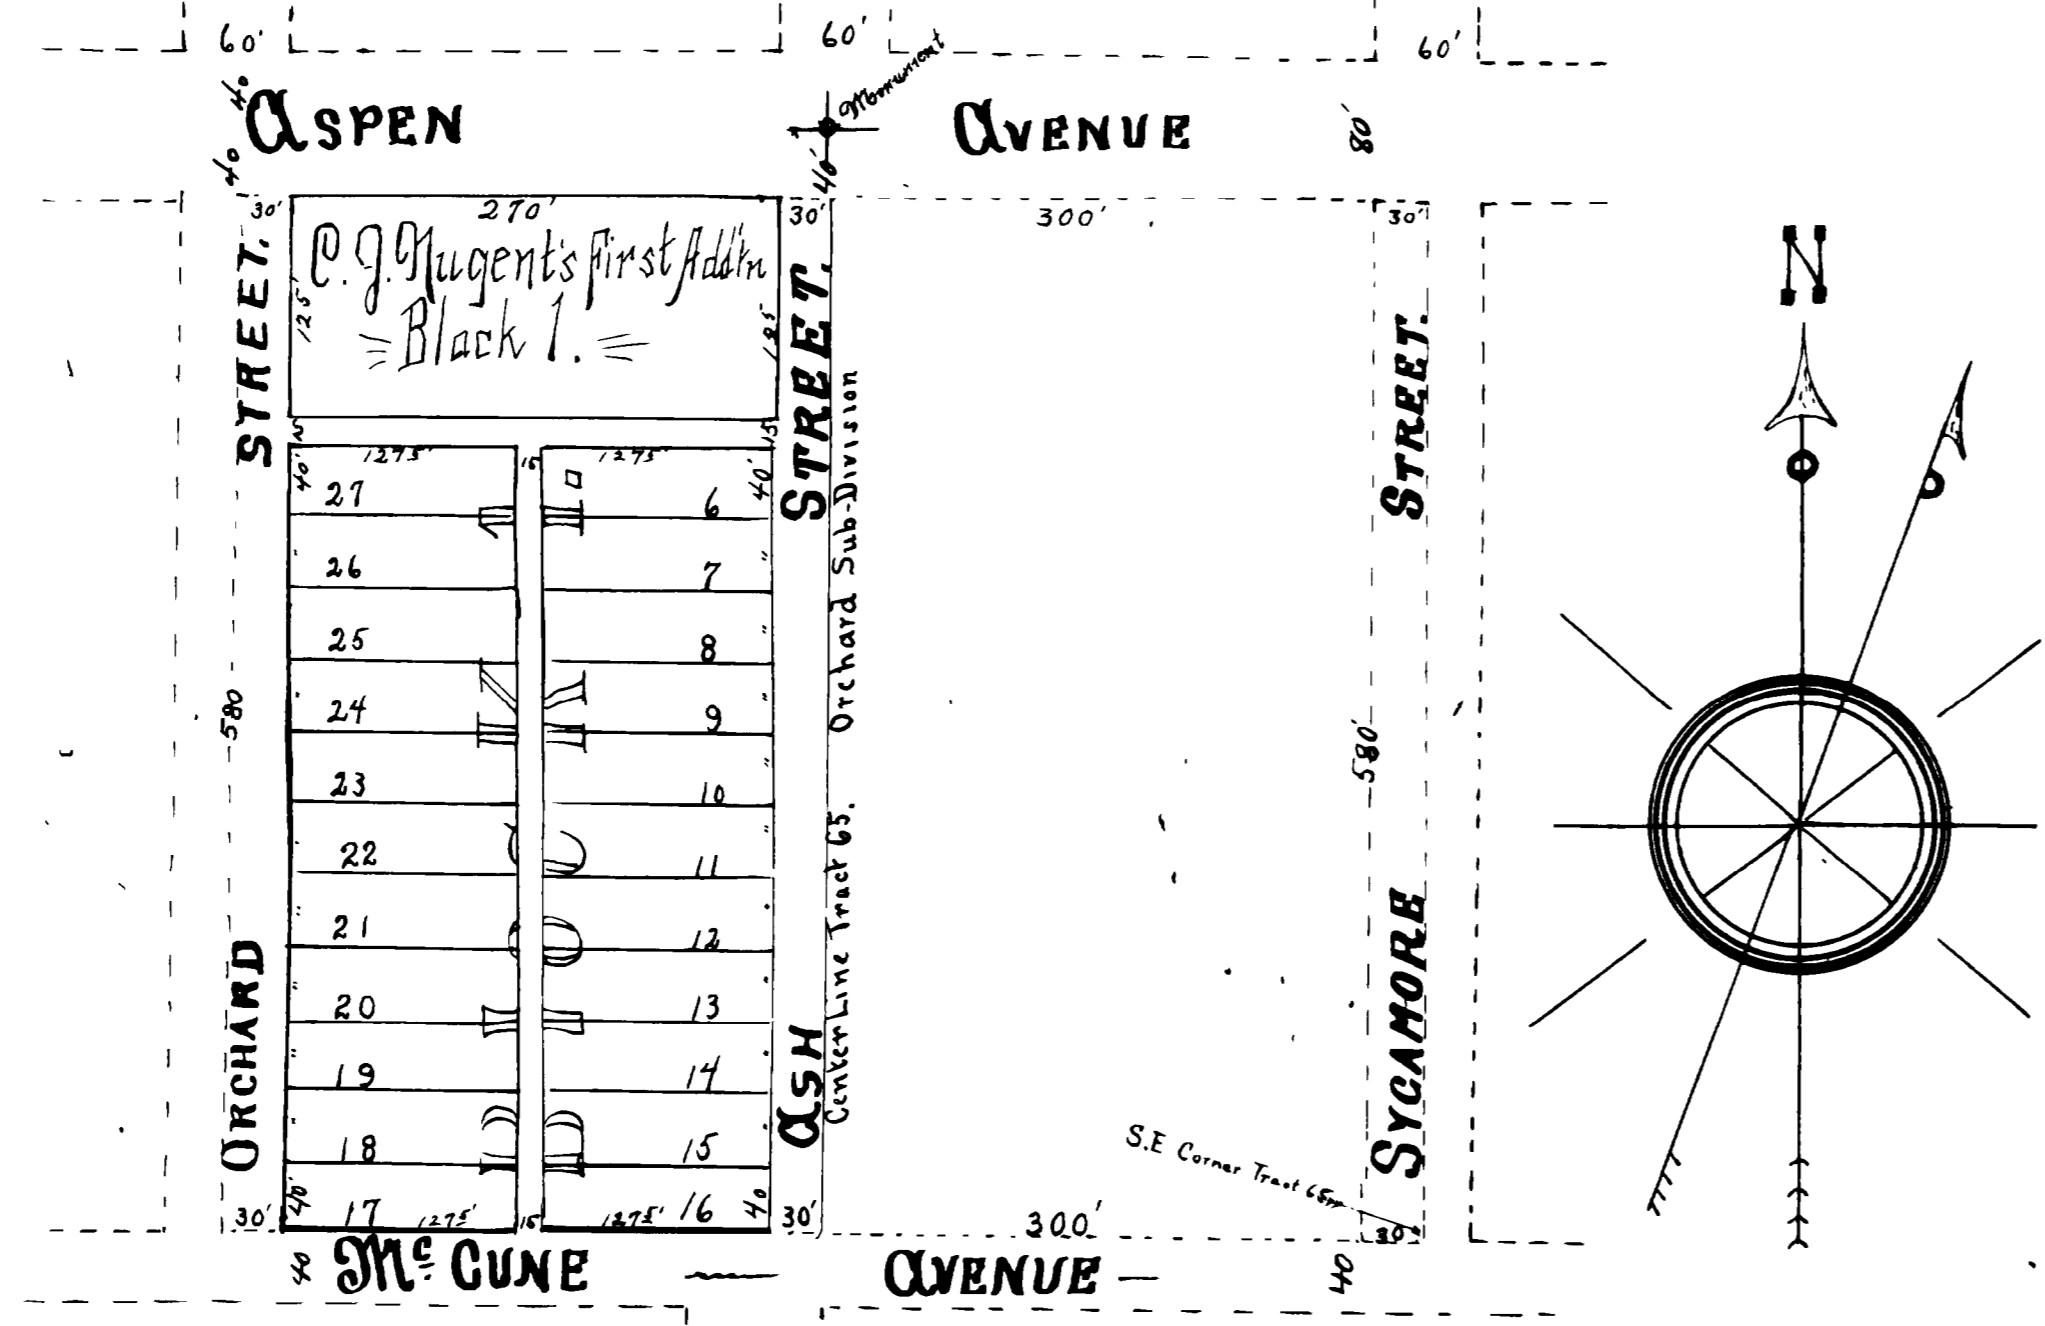 60' 60' 60'
40 Monument
ASPEN AVENUE 80'
40 40'
30' 270' 30' 300' 30'
C. J. Nugent's First Add'tn
125' 125'
Block 1.
15 15
127 5' 15 127 5'
40' 40'
27 6
26 7
25 8
24 9
23 10
22 11
21 12
20 13
19 14
18 15
40' 40
17 127 5' 15' 127 5' 16
ORCHARD STREET.
580
ASH STREET.
Center Line Tract 65. Orchard Sub-Division
SYCAMORE STREET.
580'
S.E Corner Tract 65
30' 30' 300' 30'
40 Mc CUNE AVENUE 40
N